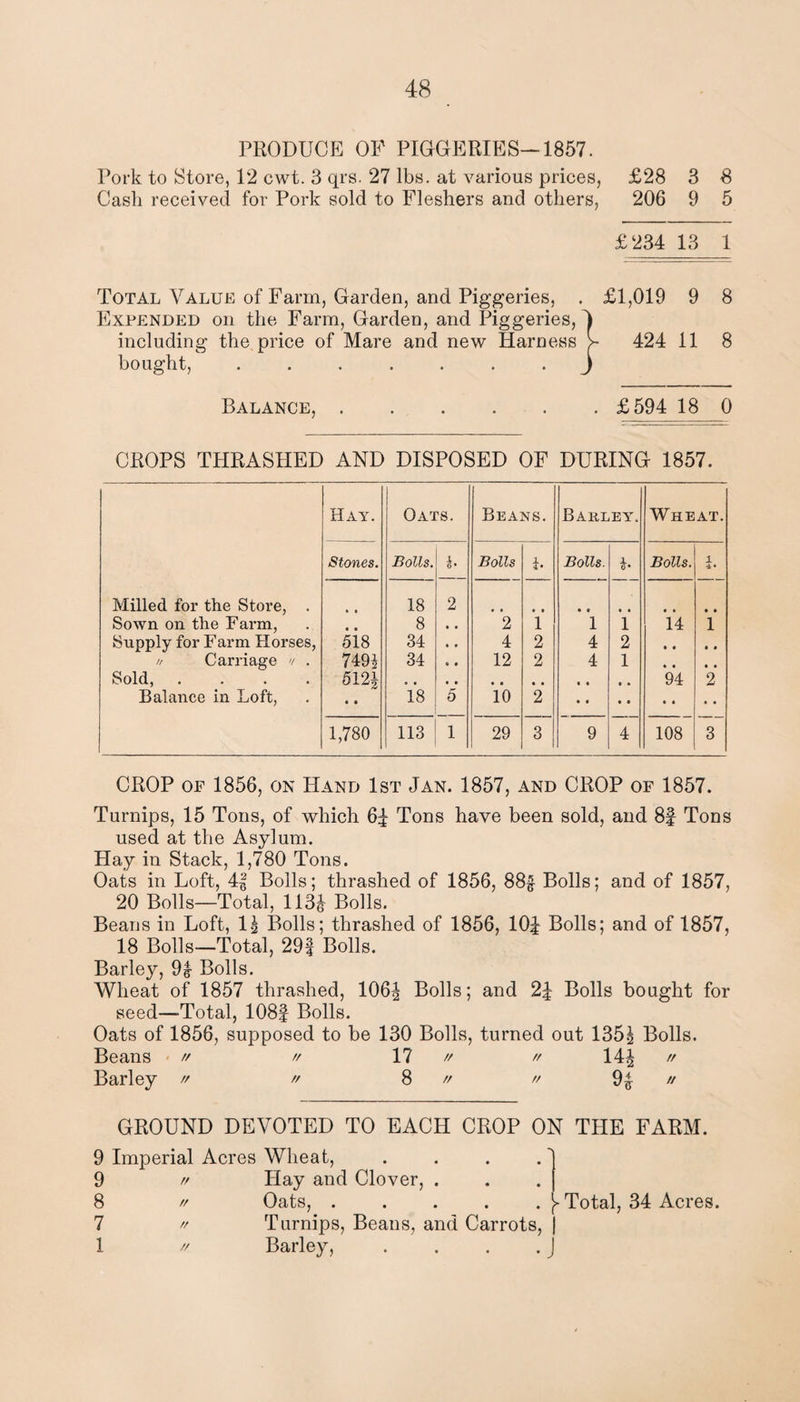 48
PRODUCE OF PIGGERIES—1857.
Pork to Store, 12 cwt. 3 qrs. 27 lbs. at various prices, £28 3 8
Cash received for Pork sold to Fleshers and others, 206 9 5
£234 13 1
TOTAL VALUE of Farm, Garden, and Piggeries, . £1,019 9 8
EXPENDED on the Farm, Garden, and Piggeries,
including the price of Mare and new Harness 424 11 8
bought, . . . . . . .
BALANCE, . . . . . . £594 18 0
CROPS THRASHED AND DISPOSED OF DURING 1857.
HAY. OATS. BEANS. BARLEY. WHEAT.
Stones. Bolls. ⅙. Bolls ¼. Bolls. ⅙. Bolls. ¼.
Milled for the Store, . .. 18 2 .. .. .. .. .. ..
Sown on the Farm, . .. 8 .. 2 1 1 1 14 1
Supply for Farm Horses, 518 34 .. 4 2 4 2 .. ..
〃 Carriage 〃 . 749½ 34 .. 12 2 4 1 .. ..
Sold, . . . . 512½ .. .. .. .. .. .. 94 2
Balance in Loft, . .. 18 5 10 2 .. .. .. ..
1,780 113 1 29 3 9 4 108 3
CROP OF 1856, ON HAND 1ST JAN. 1857, AND CROP OF 1857.
Turnips, 15 Tons, of which 6¼ Tons have been sold, and 8¾ Tons
used at the Asylum.
Hay in Stack, 1,780 Tons.
Oats in Loft, 4⅔ Bolls; thrashed of 1856, 88⅗ Bolls; and of 1857,
20 Bolls—Total, 113⅙ Bolls.
Beans in Loft, 1½ Bolls; thrashed of 1856, 10¼ Bolls; and of 1857,
18 Bolls—Total, 29¾ Bolls.
Barley, 9⁴⁄₆ Bolls.
Wheat of 1857 thrashed, 106½ Bolls; and 2¼ Bolls bought for
seed—Total, 108¾ Bolls.
Oats of 1856, supposed to be 130 Bolls, turned out 135½ Bolls.
Beans 〃 〃 17 〃 〃 14½ 〃
Barley 〃 〃 8 〃 〃 9⁴⁄₆ 〃
GROUND DEVOTED TO EACH CROP ON THE FARM.
9 Imperial Acres Wheat, . . . .
9 〃 Hay and Clover, . . .
8 〃 Oats, . . . . . Total, 34 Acres.
7 〃 Turnips, Beans, and Carrots,
1 〃 Barley, . . . .